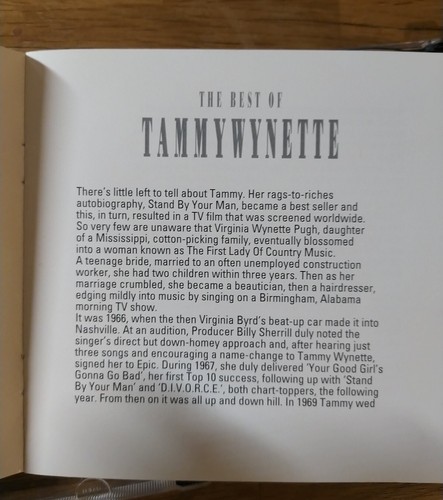 THE BEST OF
TAMMYWYNETTE
There's little left to tell about Tammy. Her rags-to-riches
autobiography, Stand By Your Man, became a best seller and
this, in turn, resulted in a TV film that was screened worldwide.
So very few are unaware that Virginia Wynette Pugh, daughter
of a Mississippi, cotton-picking family, eventually blossomed
into a woman known as The First Lady Of Country Music.
A teenage bride, married to an often unemployed construction
worker, she had two children within three years. Then as her
marriage crumbled, she became a beautician, then a hairdresser,
edging mildly into music by singing on a Birmingham, Alabama
morning TV show.
It was 1966, when the then Virginia Byrd's beat-up car made it into
Nashville. At an audition, Producer Billy Sherrill duly noted the
singer's direct but down-homey approach and, after hearing just
three songs and encouraging a name-change to Tammy Wynette,
signed her to Epic. During 1967, she duly delivered 'Your Good Girl's
Gonna Go Bad', her first Top 10 success, following up with 'Stand
By Your Man' and 'D.I.V.O.R.C.E.', both chart-toppers, the following
year. From then on it was all up and down hill. In 1969 Tammy wed